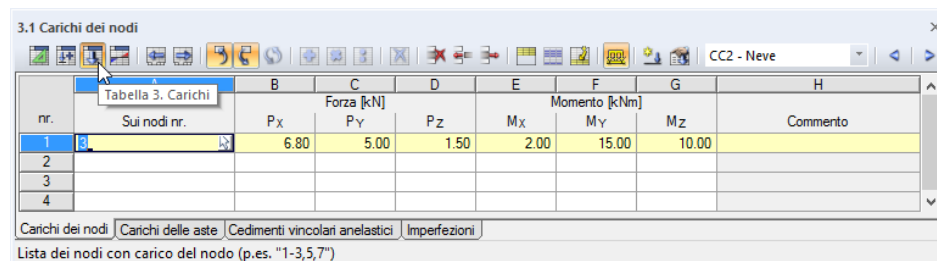 3.1 Carichi dei nodi
CC2 - Neve
A B C D E F G H
Tabella 3. Carichi
Forza [kN] Momento [kNm]
nr. Sui nodi nr. PX PY PZ MX MY MZ Commento
1 3 6.80 5.00 1.50 2.00 15.00 10.00
2
3
4
Carichi dei nodi Carichi delle aste Cedimenti vincolari anelastici Imperfezioni
Lista dei nodi con carico del nodo (p.es. "1-3,5,7")